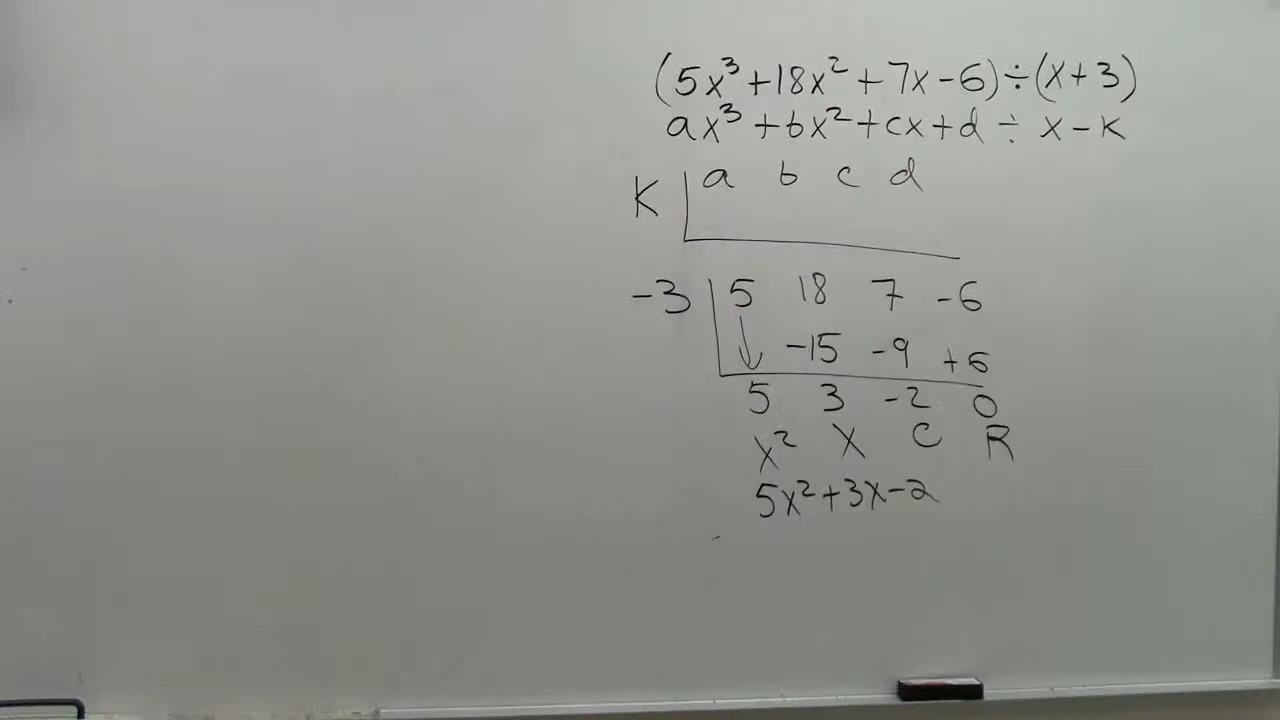 (5x³+18x²+7x-6)÷(x+3)
ax³+bx²+cx+d÷x-K
K a b c d
-3 5 18 7 -6
↓ -15 -9 +6
5 3 -2 0
x² x C R
5x²+3x-2